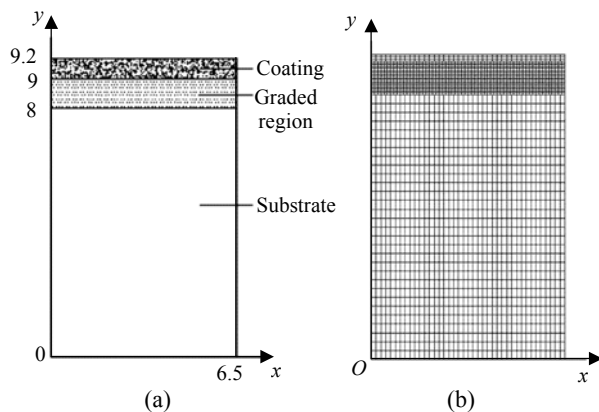 y
9.2
9
8
Coating
Graded
region
Substrate
0
6.5
x
(a)
y
O
x
(b)